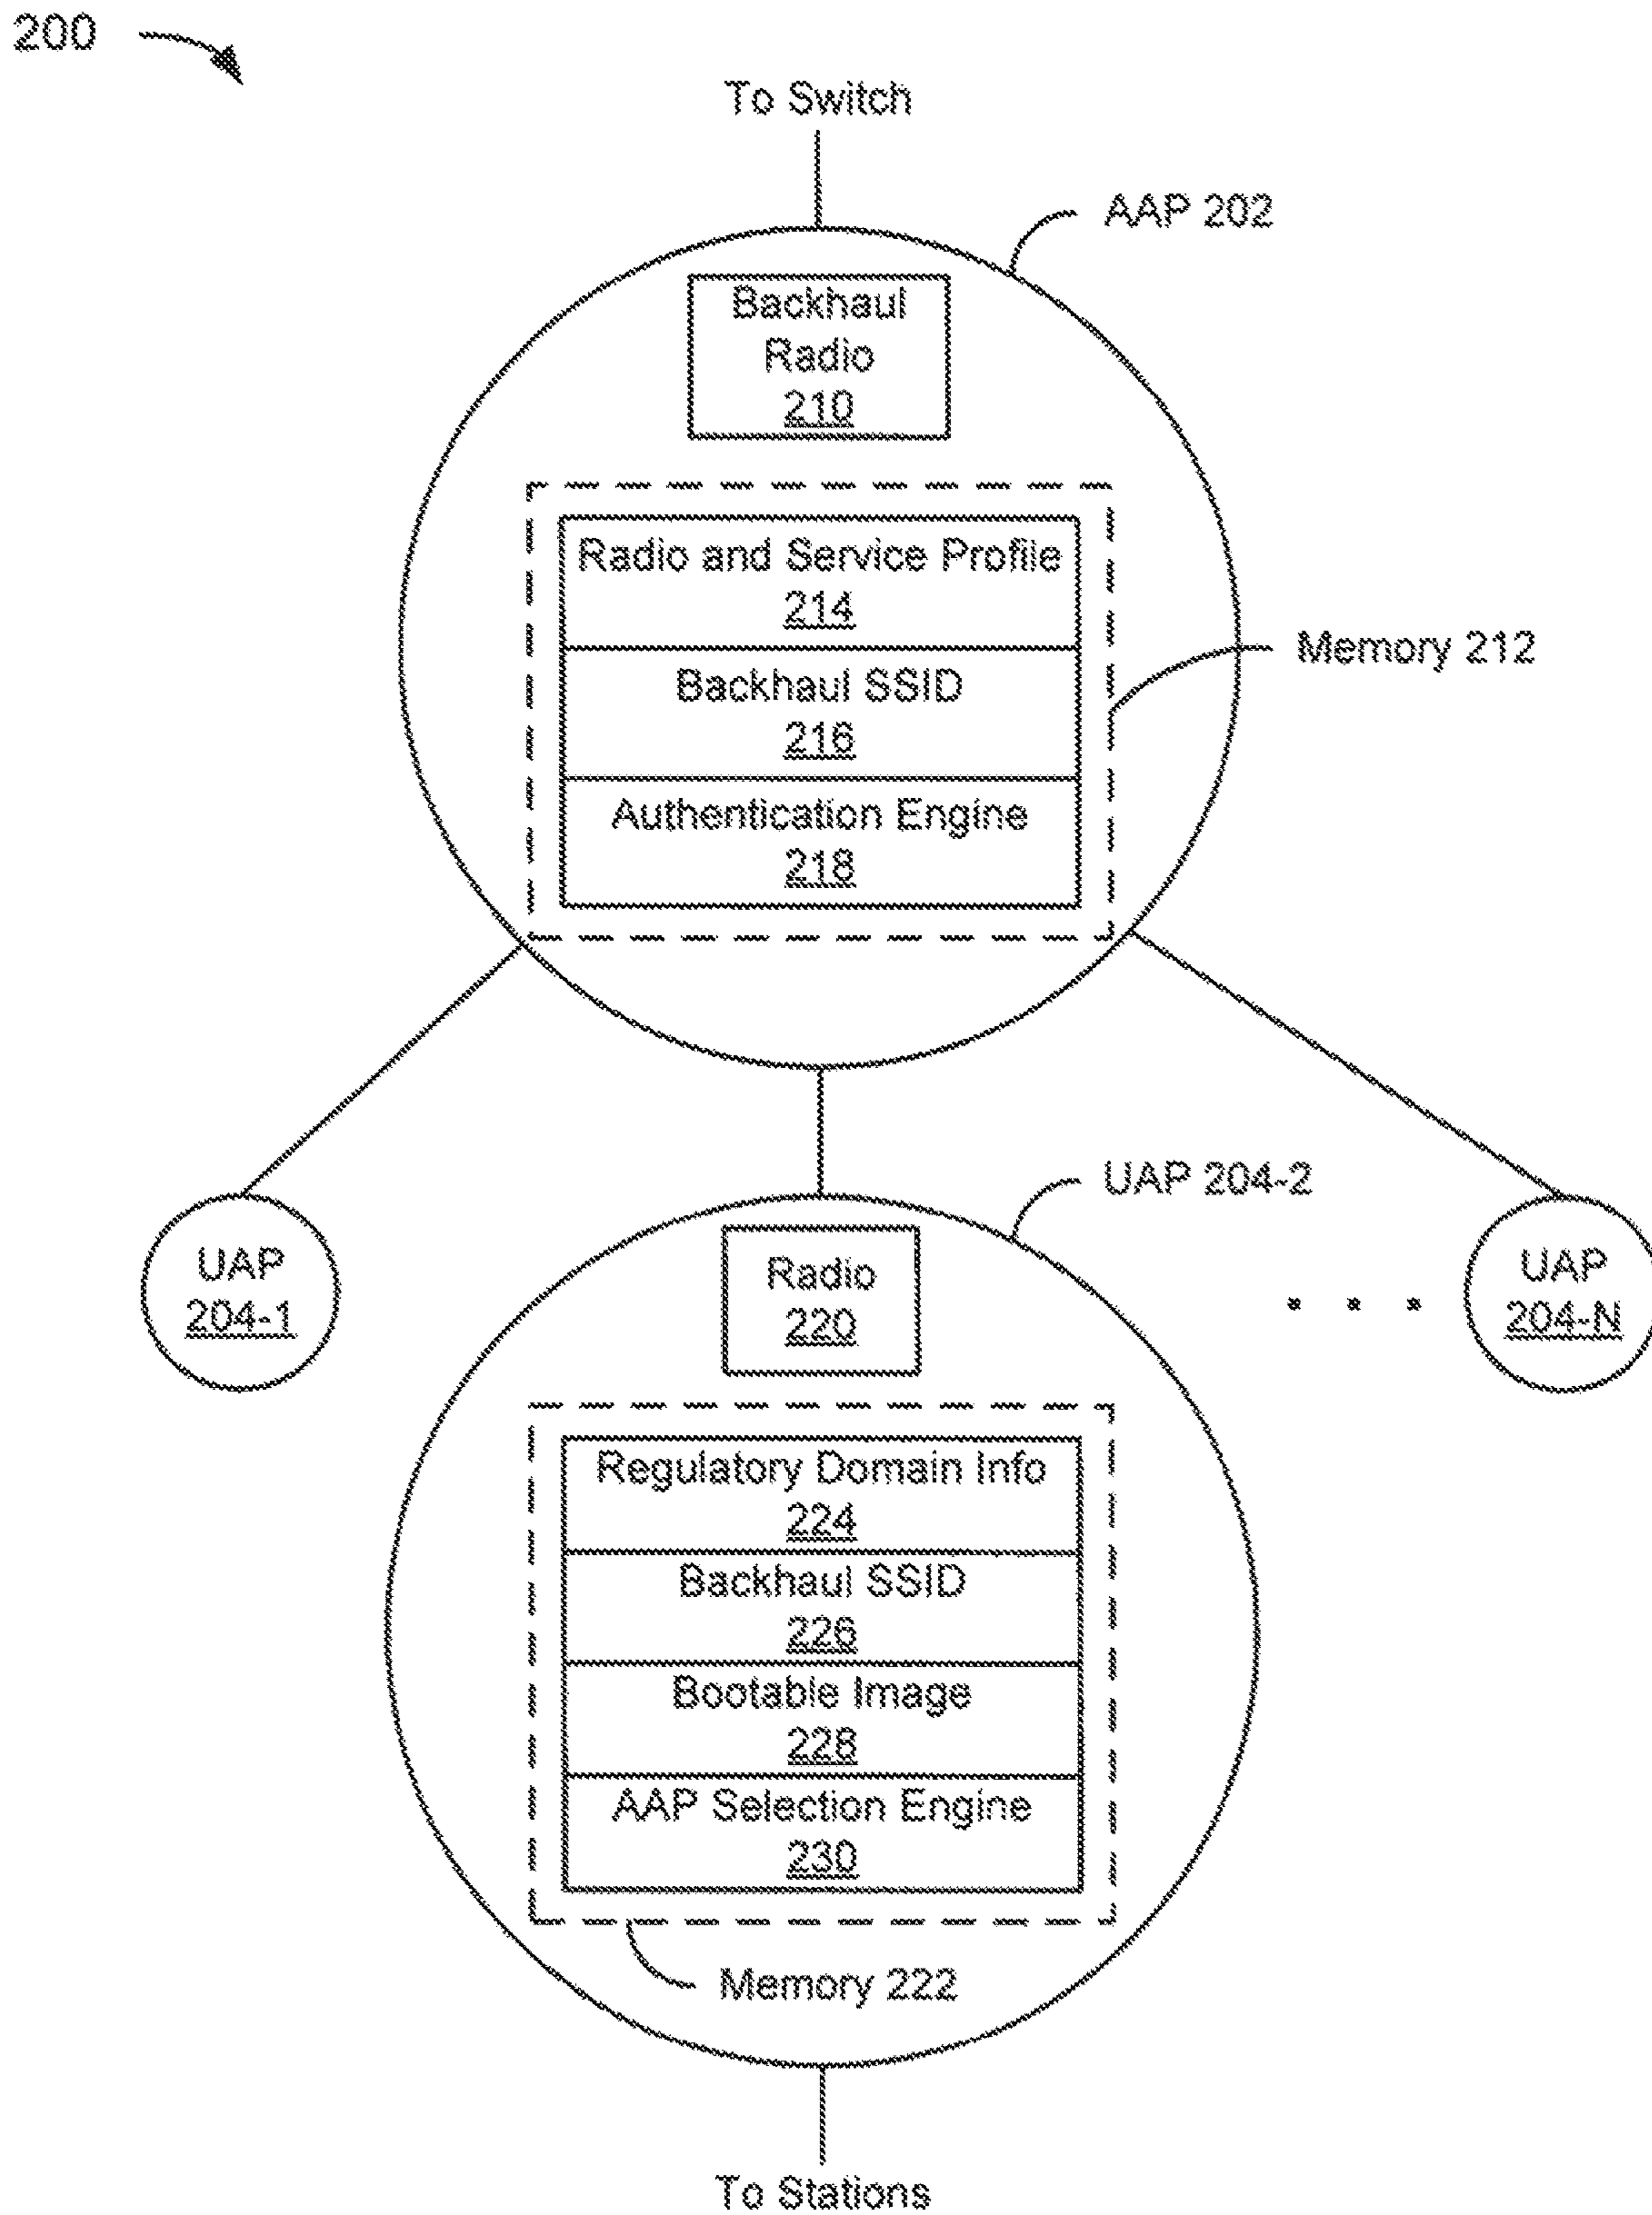 200
To Switch
AAP 202
Backhaul
Radio
210
Radio and Service Profile
214
Memory 212
Backhaul SSID
216
Authentication Engine
218
UAP 204-2
UAP
204-1
Radio
220
UAP
204-N
Regulatory Domain Info
224
Backhaul SSID
226
Bootable Image
228
AAP Selection Engine
230
Memory 222
To Stations